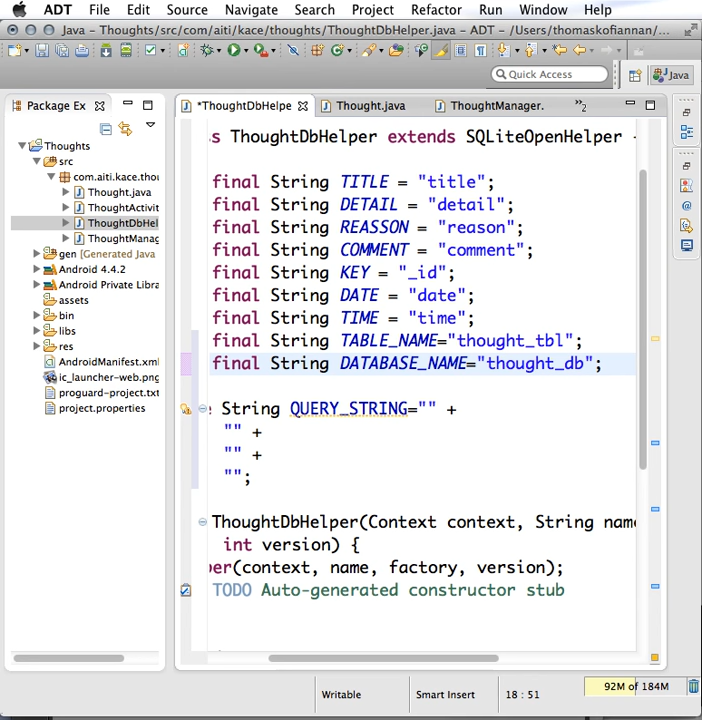 ADT File Edit Source Navigate Search Project Refactor Run Window Help
Java – Thoughts/src/com/aiti/kace/thoughts/ThoughtDbHelper.java – ADT – /Users/thomaskofiannan/...
Quick Access
Java
Package Ex
*ThoughtDbHelpe
Thought.java
ThoughtManager.
»2
Thoughts
src
com.aiti.kace.thou
Thought.java
ThoughtActivit
ThoughtDbHel
ThoughtManag
gen [Generated Java
Android 4.4.2
Android Private Libra
assets
bin
libs
res
AndroidManifest.xml
ic_launcher-web.png
proguard-project.txt
project.properties
s ThoughtDbHelper extends SQLiteOpenHelper
final String TITLE = "title";
final String DETAIL = "detail";
final String REASSON = "reason";
final String COMMENT = "comment";
final String KEY = "_id";
final String DATE = "date";
final String TIME = "time";
final String TABLE_NAME="thought_tbl";
final String DATABASE_NAME="thought_db";
String QUERY_STRING="" +
"" +
"" +
"";
ThoughtDbHelper(Context context, String name
int version) {
per(context, name, factory, version);
TODO Auto-generated constructor stub
Writable
Smart Insert
18 : 51
92M of 184M